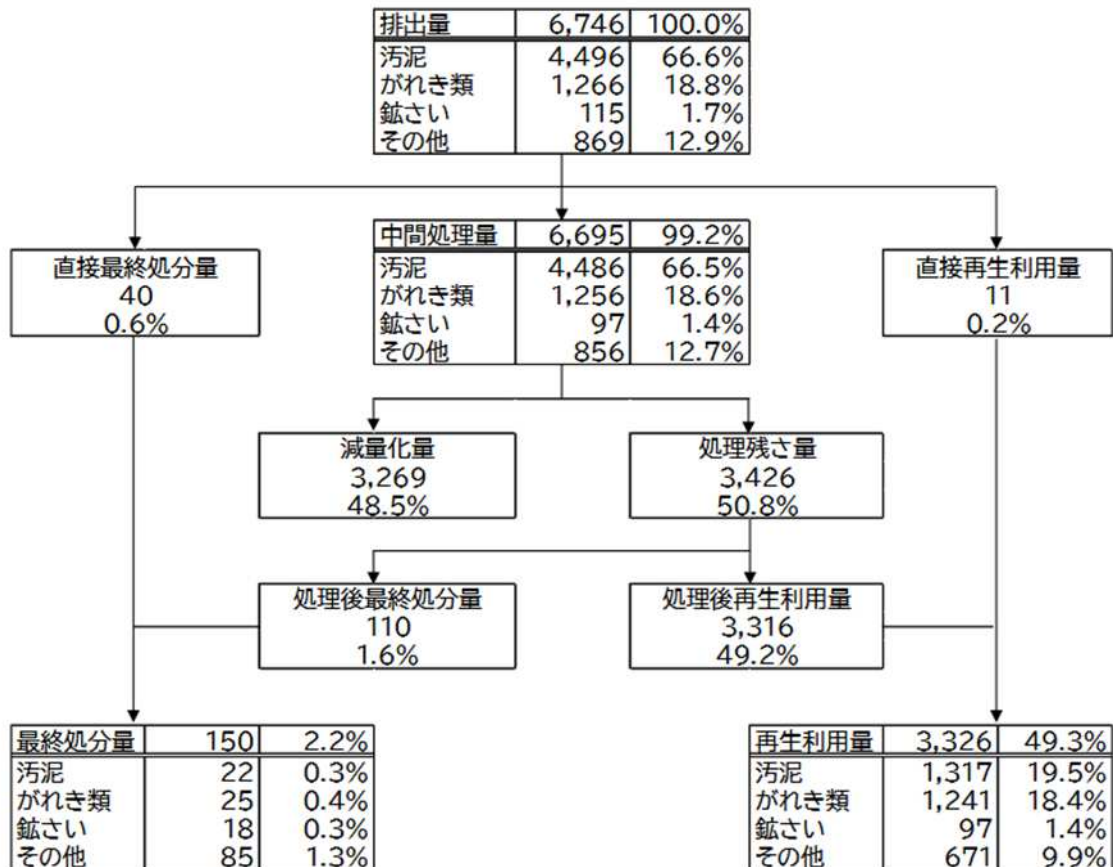 排出量 6,746 100.0%
汚泥 4,496 66.6%
がれき類 1,266 18.8%
鉱さい 115 1.7%
その他 869 12.9%
中間処理量 6,695 99.2%
汚泥 4,486 66.5%
がれき類 1,256 18.6%
鉱さい 97 1.4%
その他 856 12.7%
直接最終処分量
40
0.6%
直接再生利用量
11
0.2%
減量化量
3,269
48.5%
処理残さ量
3,426
50.8%
処理後最終処分量
110
1.6%
処理後再生利用量
3,316
49.2%
最終処分量 150 2.2%
汚泥 22 0.3%
がれき類 25 0.4%
鉱さい 18 0.3%
その他 85 1.3%
再生利用量 3,326 49.3%
汚泥 1,317 19.5%
がれき類 1,241 18.4%
鉱さい 97 1.4%
その他 671 9.9%